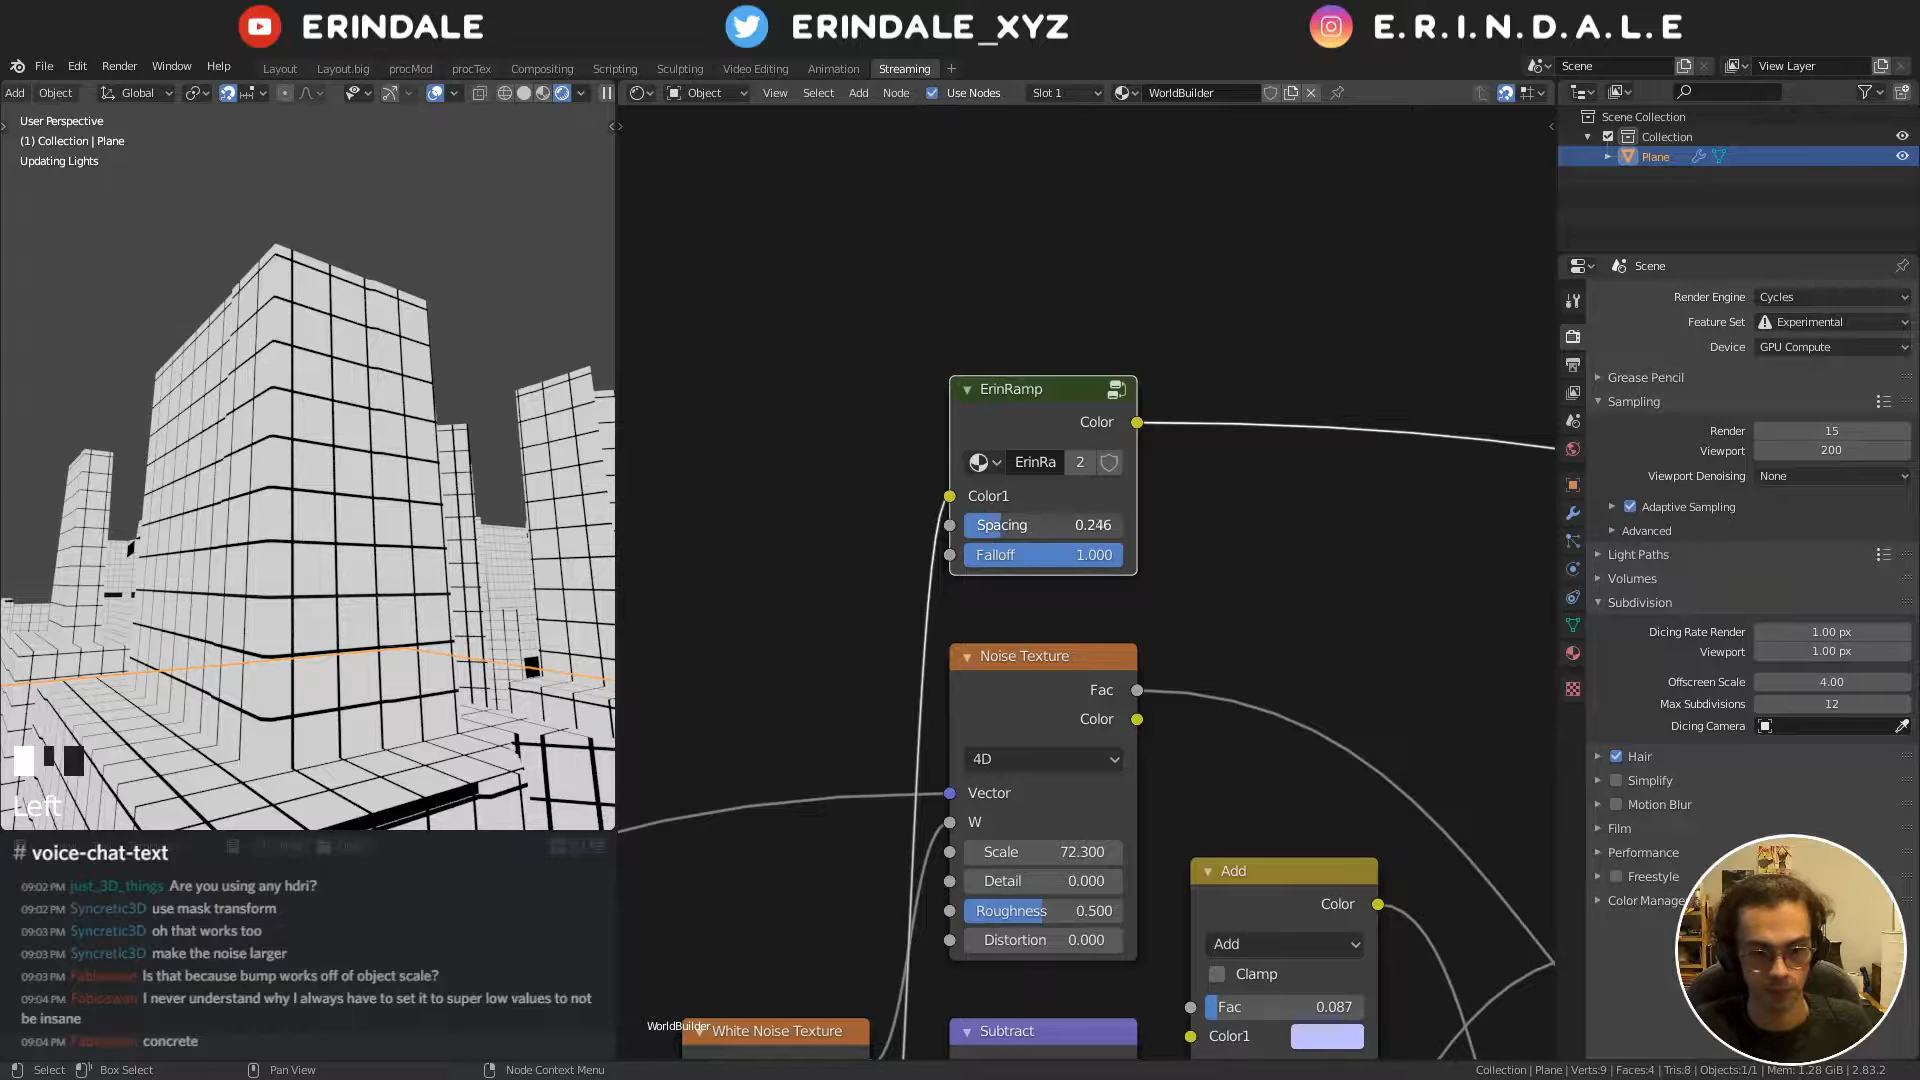 ERINDALE
ERINDALE_XYZ
E.R.I.N.D.A.L.E
File Edit Render Window Help
Layout Layout.big procMod procTex Compositing Scripting Sculpting Video Editing Animation Streaming +
Scene
View Layer
Add Object
Global
Object
View Select Add Node
Use Nodes
Slot 1
WorldBuilder
User Perspective
(1) Collection | Plane
Updating Lights
Left
ErinRamp
Color
ErinRa 2
Color1
Spacing 0.246
Falloff 1.000
Noise Texture
Fac
Color
4D
Vector
W
Scale 72.300
Detail 0.000
Roughness 0.500
Distortion 0.000
Add
Color
Add
Clamp
Fac 0.087
Color1
WorldBuilder
White Noise Texture
Subtract
Scene Collection
Collection
Plane
Scene
Render Engine Cycles
Feature Set Experimental
Device GPU Compute
Grease Pencil
Sampling
Render 15
Viewport 200
Viewport Denoising None
Adaptive Sampling
Advanced
Light Paths
Volumes
Subdivision
Dicing Rate Render 1.00 px
Viewport 1.00 px
Offscreen Scale 4.00
Max Subdivisions 12
Dicing Camera
Hair
Simplify
Motion Blur
Film
Performance
Freestyle
Color Manage
# voice-chat-text
09:02 PM just_3D_things Are you using any hdri?
09:02 PM Syncretic3D use mask transform
09:03 PM Syncretic3D oh that works too
09:03 PM Syncretic3D make the noise larger
09:03 PM Is that because bump works off of object scale?
09:04 PM I never understand why I always have to set it to super low values to not
be insane
09:04 PM concrete
Select Box Select Pan View Node Context Menu
Collection | Plane | Verts:9 | Faces:4 | Tris:8 | Objects:1/1 | Mem: 1.28 GiB | 2.83.2